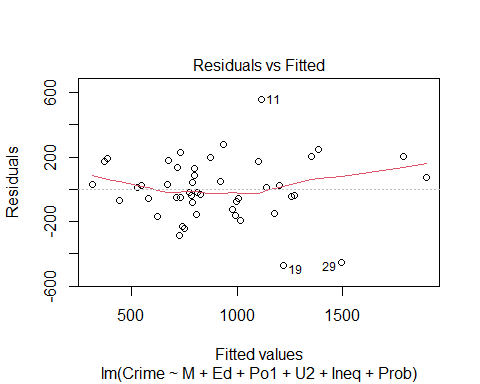 Residuals vs Fitted
600
200
-200
-600
Residuals
11
19
29
500
1000
1500
Fitted values
lm(Crime ~ M + Ed + Po1 + U2 + Ineq + Prob)